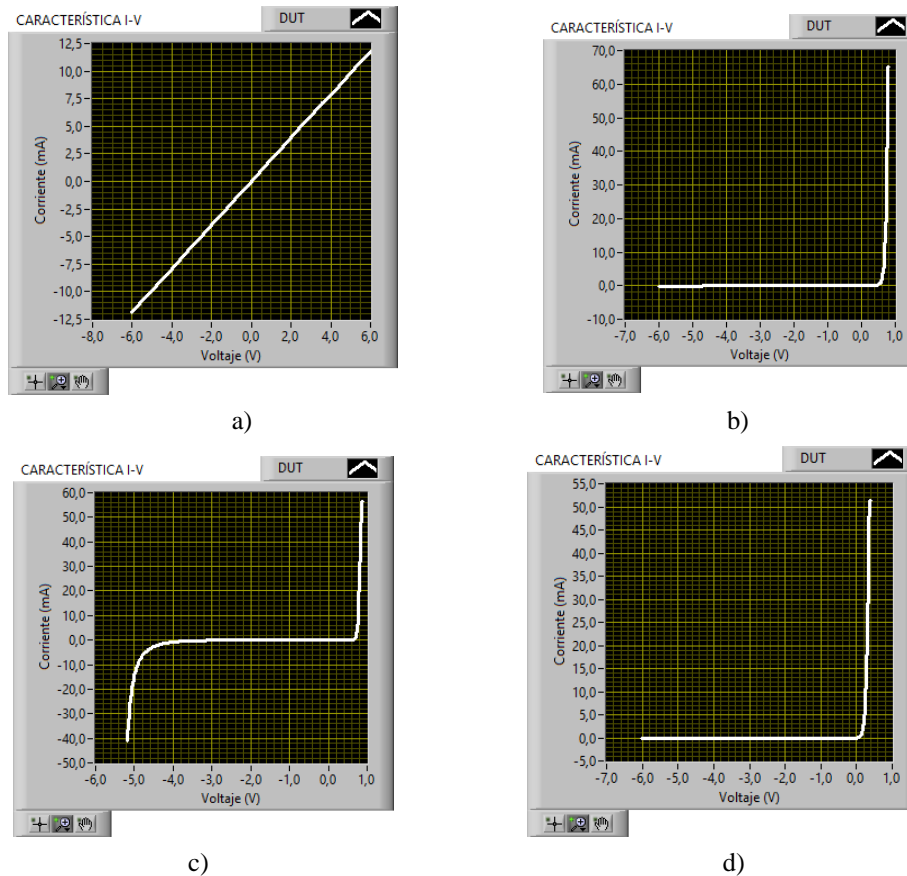 CARACTERÍSTICA I-V DUT
12,5
10,0
7,5
5,0
2,5
0,0
-2,5
-5,0
-7,5
-10,0
-12,5
Corriente (mA)
-8,0 -6,0 -4,0 -2,0 0,0 2,0 4,0 6,0
Voltaje (V)
a)
CARACTERÍSTICA I-V DUT
70,0
60,0
50,0
40,0
30,0
20,0
10,0
0,0
-10,0
Corriente (mA)
-7,0 -6,0 -5,0 -4,0 -3,0 -2,0 -1,0 0,0 1,0
Voltaje (V)
b)
CARACTERÍSTICA I-V DUT
60,0
50,0
40,0
30,0
20,0
10,0
0,0
-10,0
-20,0
-30,0
-40,0
-50,0
Corriente (mA)
-6,0 -5,0 -4,0 -3,0 -2,0 -1,0 0,0 1,0
Voltaje (V)
c)
CARACTERÍSTICA I-V DUT
55,0
50,0
45,0
40,0
35,0
30,0
25,0
20,0
15,0
10,0
5,0
0,0
-5,0
Corriente (mA)
-7,0 -6,0 -5,0 -4,0 -3,0 -2,0 -1,0 0,0 1,0
Voltaje (V)
d)